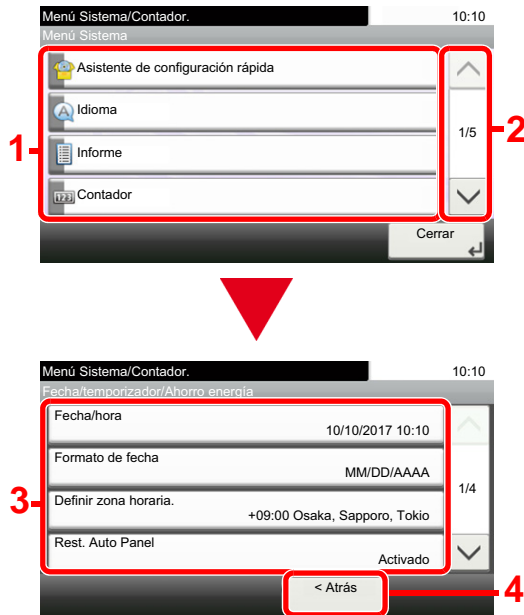 Menú Sistema/Contador. 10:10
Menú Sistema
Asistente de configuración rápida
Idioma
1/5
2
1
Informe
123 Contador
Cerrar
Menú Sistema/Contador. 10:10
Fecha/temporizador/Ahorro energía
Fecha/hora
10/10/2017 10:10
Formato de fecha
MM/DD/AAAA
1/4
3
Definir zona horaria.
+09:00 Osaka, Sapporo, Tokio
Rest. Auto Panel
Activado
< Atrás
4